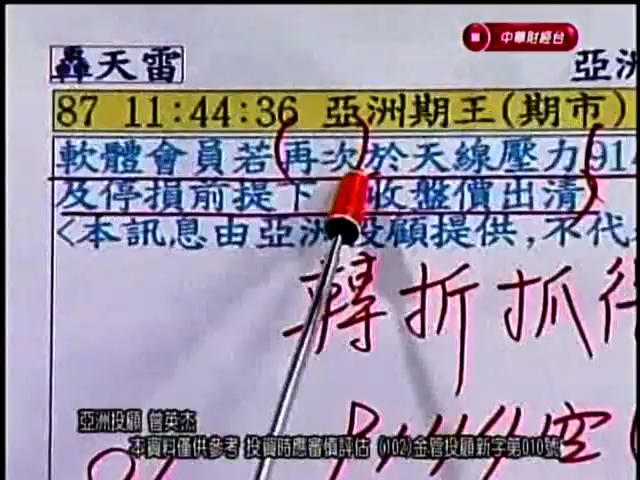 中華財經台
轟天雷 亞洲
87 11:44:36 亞洲期王(期市)
軟體會員若再次於天線壓力91
及停損前提下 收盤價出清)
<本訊息由亞洲投顧提供,不代
轉折抓得
空
亞洲投顧 曾英杰
本資料僅供參考 投資時應審慎評估 (102)金管投顧新字第010號